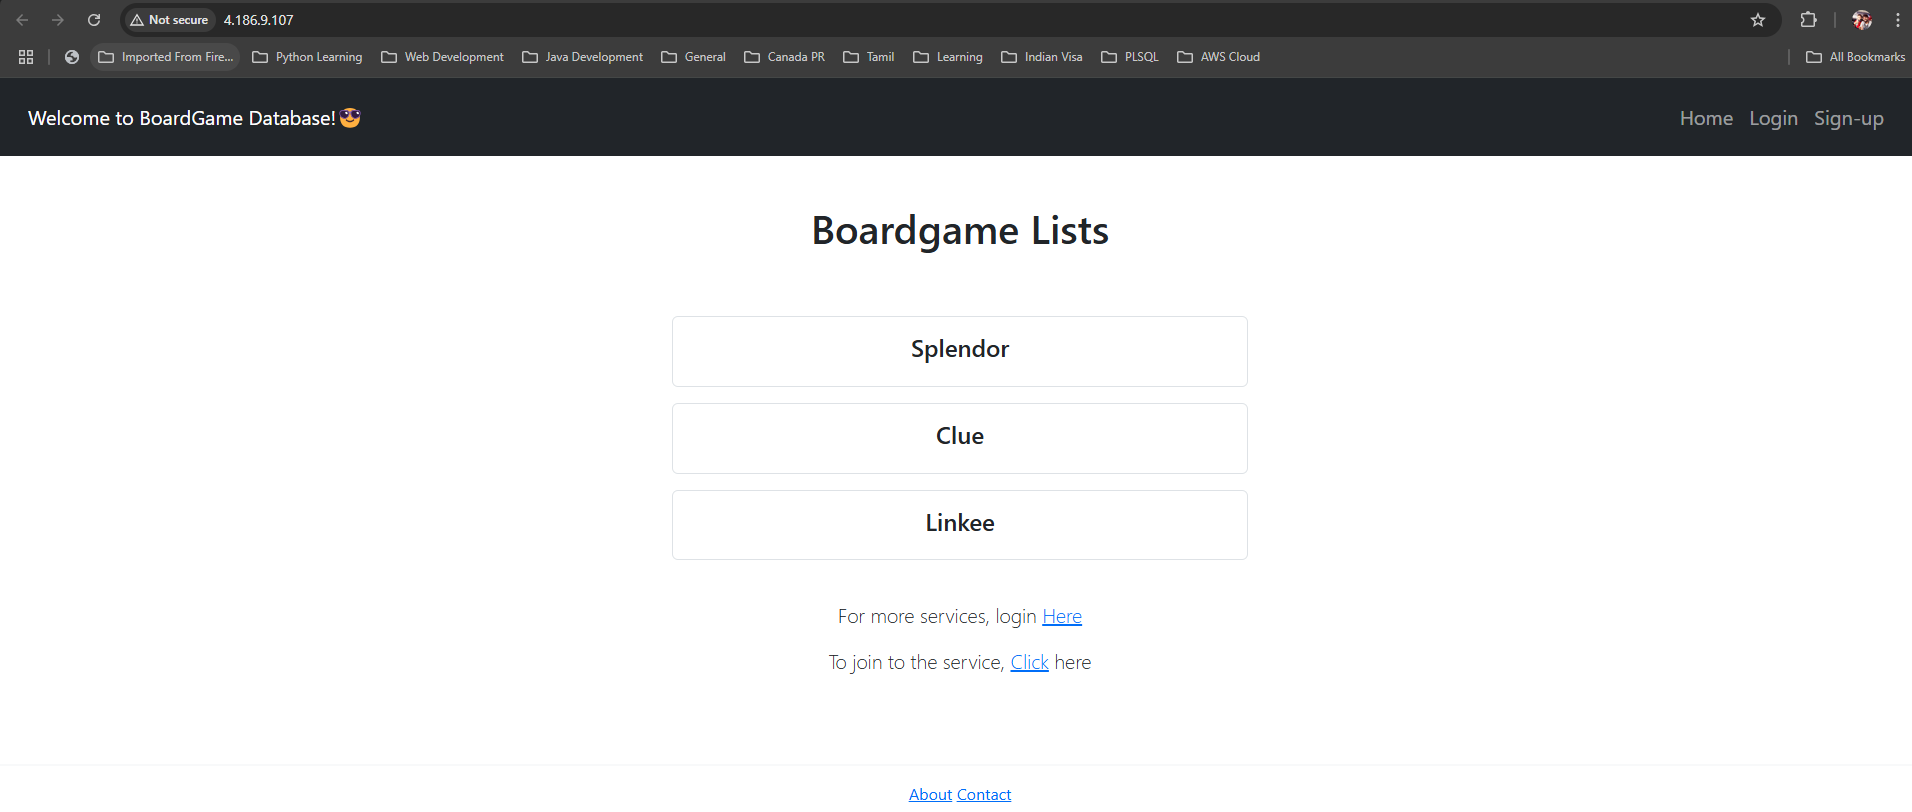 Not secure 4.186.9.107
Imported From Fire... Python Learning Web Development Java Development General Canada PR Tamil Learning Indian Visa PLSQL AWS Cloud All Bookmarks
Welcome to BoardGame Database!😎 Home Login Sign-up
Boardgame Lists
Splendor
Clue
Linkee
For more services, login Here
To join to the service, Click here
About Contact